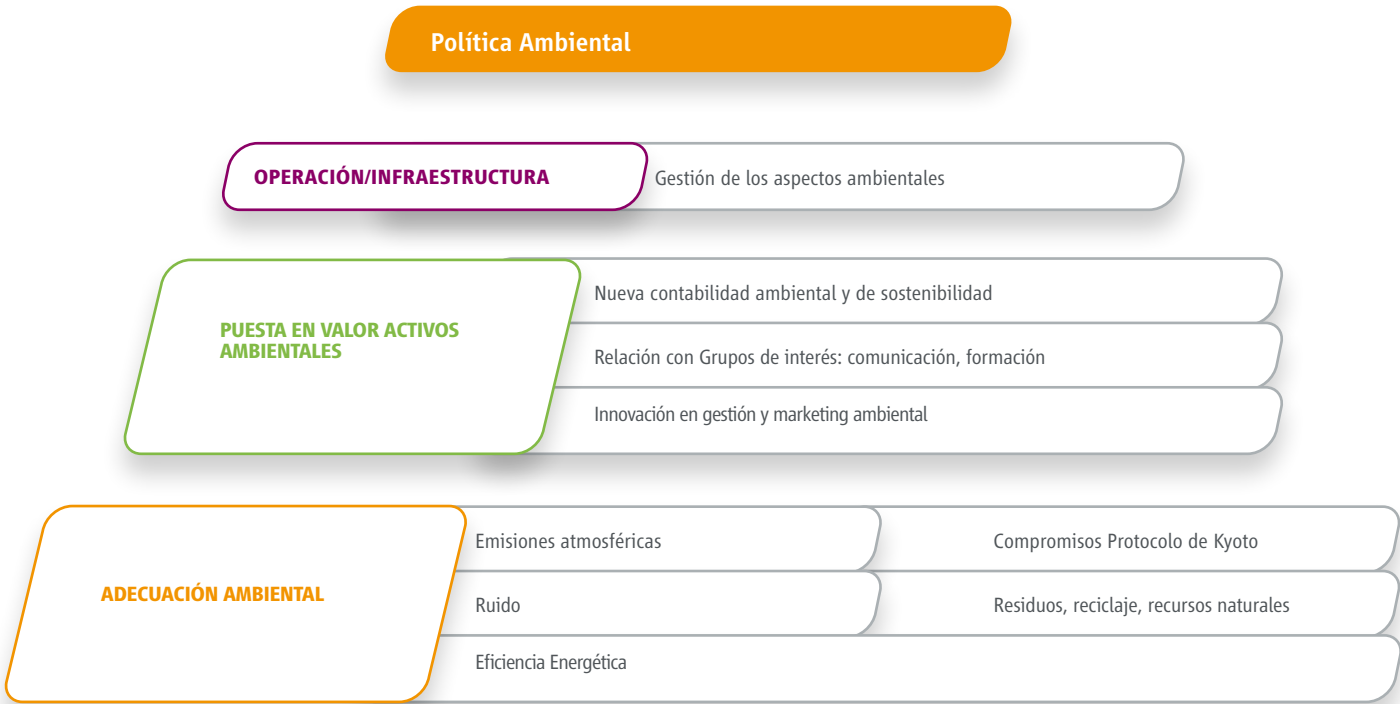 Política Ambiental
OPERACIÓN/INFRAESTRUCTURA
Gestión de los aspectos ambientales
PUESTA EN VALOR ACTIVOS
AMBIENTALES
Nueva contabilidad ambiental y de sostenibilidad
Relación con Grupos de interés: comunicación, formación
Innovación en gestión y marketing ambiental
ADECUACIÓN AMBIENTAL
Emisiones atmosféricas
Compromisos Protocolo de Kyoto
Ruido
Residuos, reciclaje, recursos naturales
Eficiencia Energética